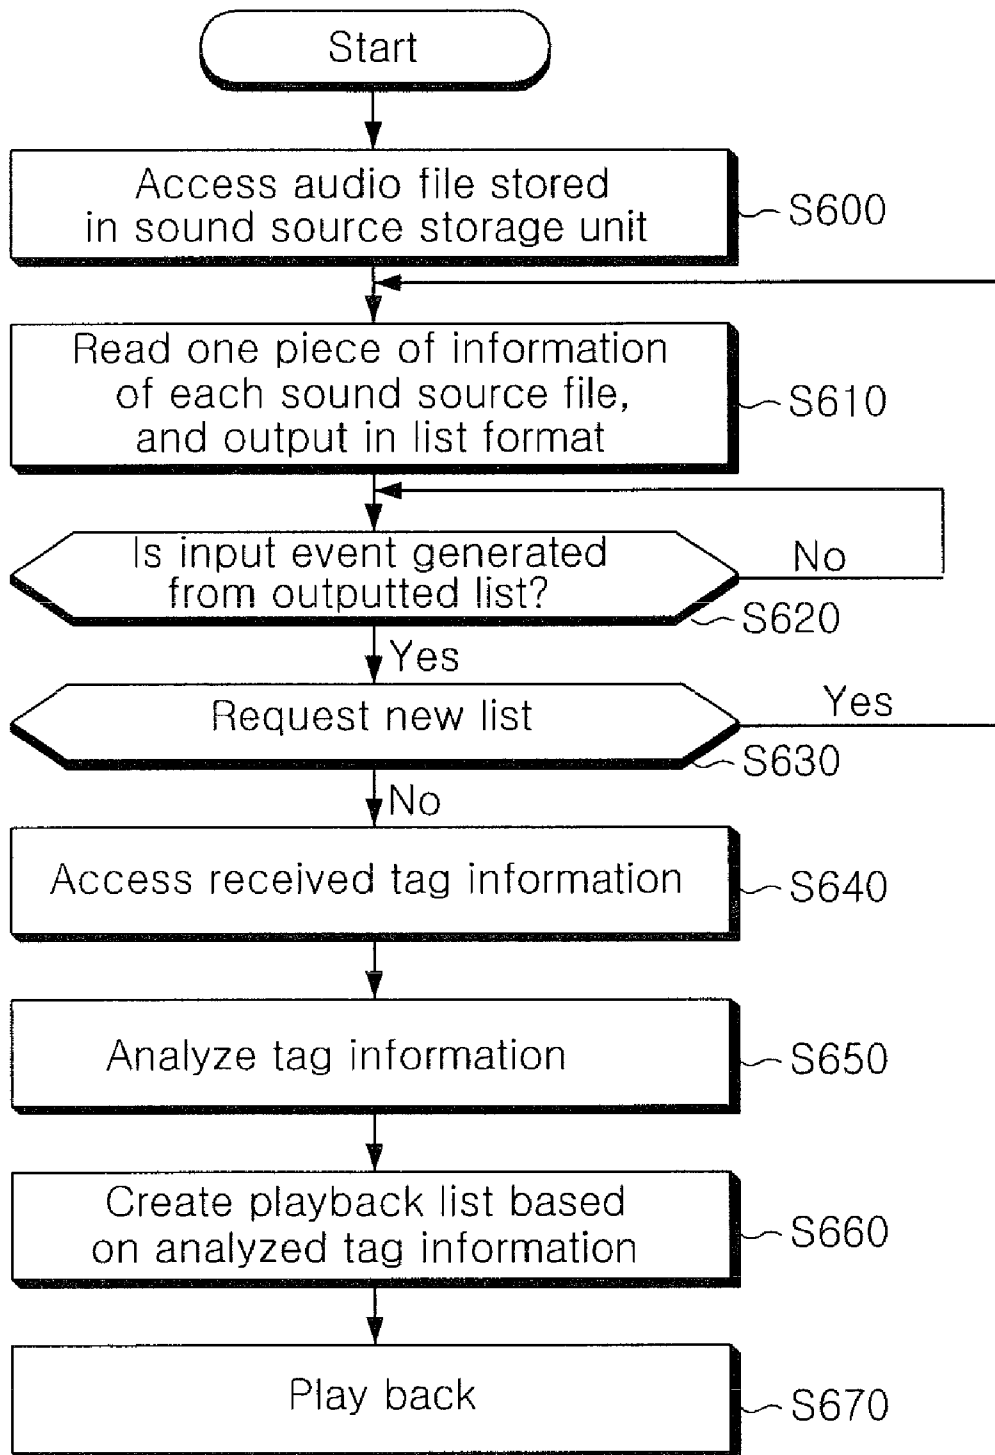 Start
Access audio file stored
in sound source storage unit
S600
Read one piece of information
of each sound source file,
and output in list format
S610
Is input event generated
from outputted list?
No
S620
Yes
Request new list
Yes
S630
No
Access received tag information
S640
Analyze tag information
S650
Create playback list based
on analyzed tag information
S660
Play back
S670